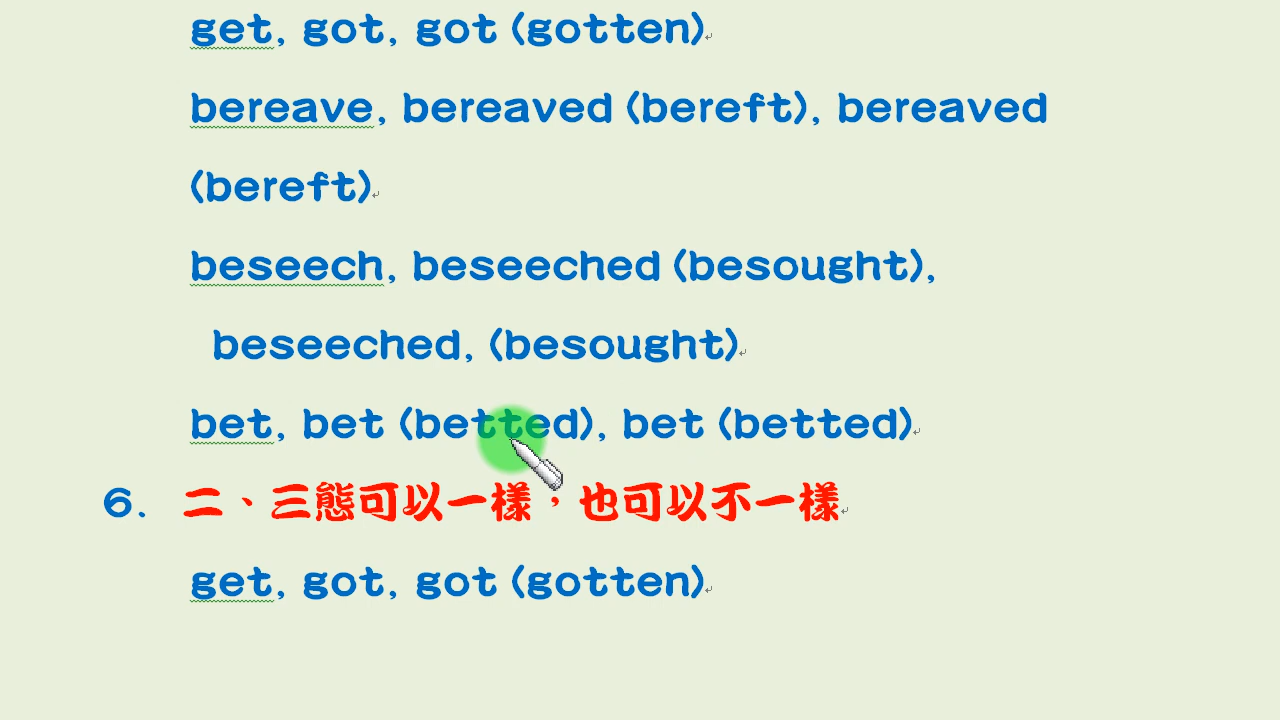 get, got, got (gotten)
bereave, bereaved (bereft), bereaved
(bereft)
beseech, beseeched (besought),
beseeched, (besought)
bet, bet (betted), bet (betted)
6. 二、三態可以一樣，也可以不一樣
get, got, got (gotten)